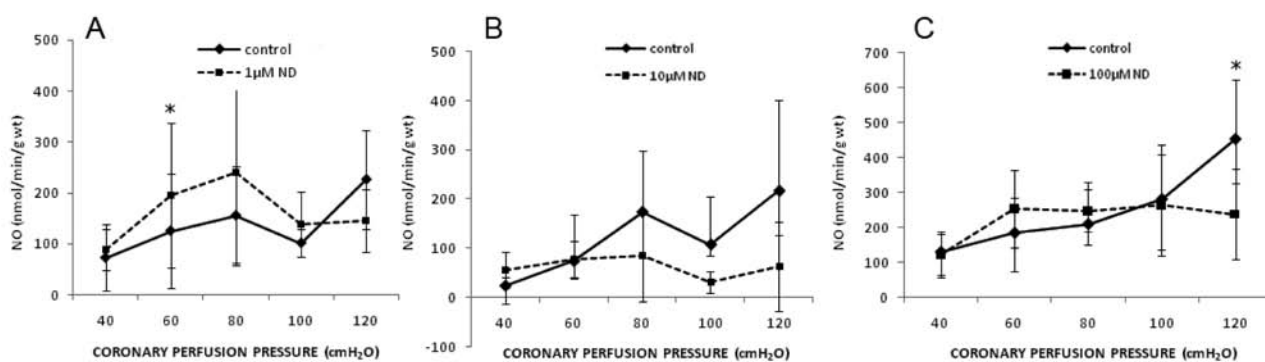 A
control
1µM ND
NO (nmol/min/g wt)
500
400
300
200
100
0
*
40 60 80 100 120
CORONARY PERFUSION PRESSURE (cmH₂O)
B
control
10µM ND
NO (nmol/min/g wt)
500
400
300
200
100
0
-100
40 60 80 100 120
CORONARY PERFUSION PRESSURE (cmH₂O)
C
control
100µM ND
NO (nmol/min/g wt)
700
600
500
400
300
200
100
0
*
40 60 80 100 120
CORONARY PERFUSION PRESSURE (cmH₂O)